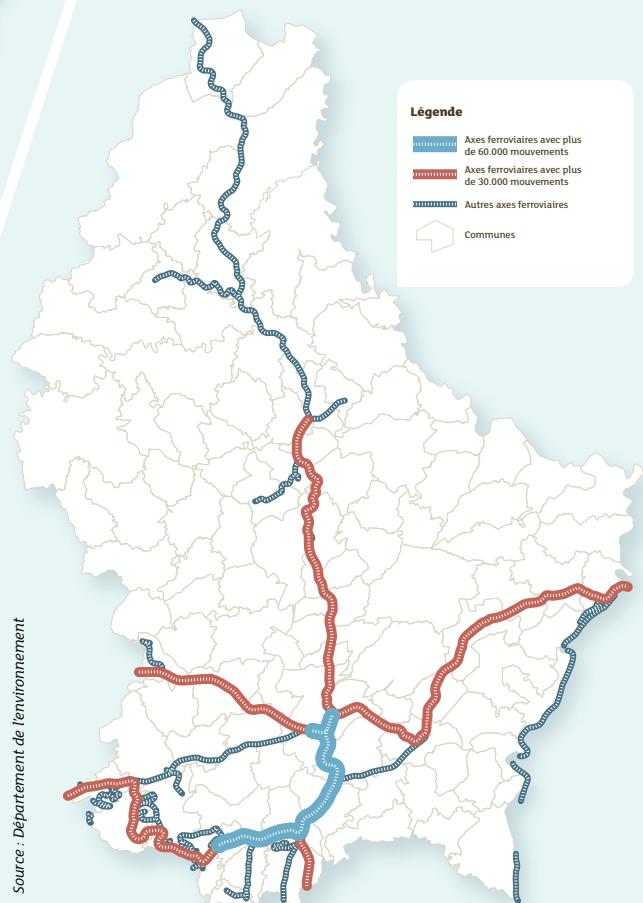 Légende
Axes ferroviaires avec plus
de 60.000 mouvements
Axes ferroviaires avec plus
de 30.000 mouvements
Autres axes ferroviaires
Communes
Source : Département de l'environnement